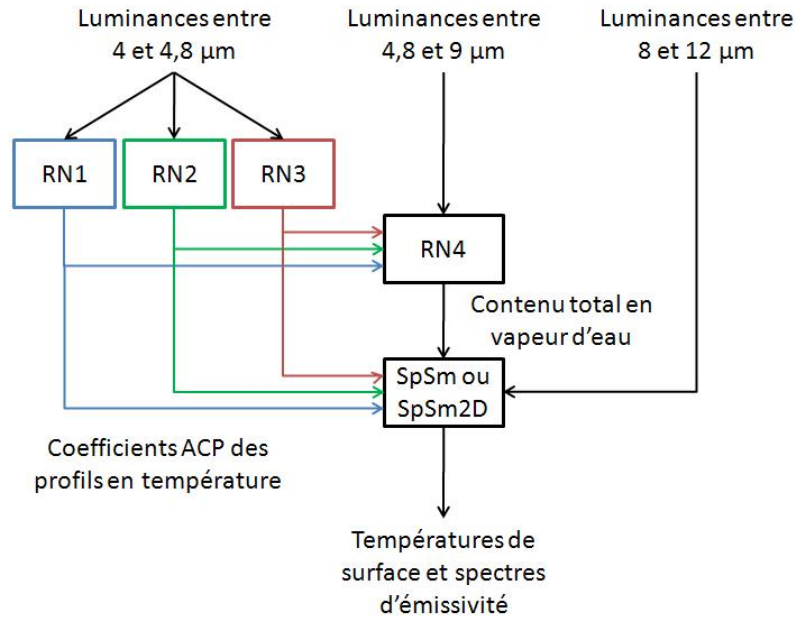 Luminances entre
4 et 4,8 µm
Luminances entre
4,8 et 9 µm
Luminances entre
8 et 12 µm
RN1
RN2
RN3
RN4
Contenu total en
vapeur d'eau
SpSm ou
SpSm2D
Coefficients ACP des
profils en température
Températures de
surface et spectres
d'émissivité